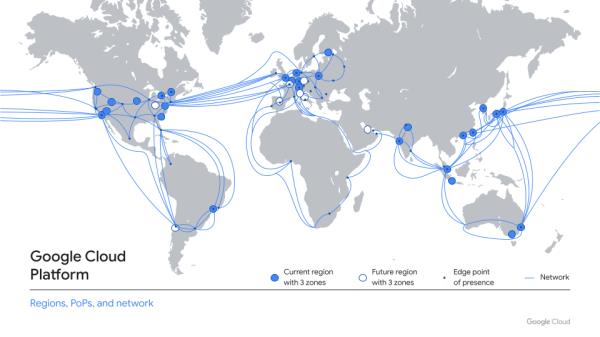 Google Cloud
Platform
Current region
with 3 zones
Future region
with 3 zones
Edge point
of presence
Network
Regions, PoPs, and network
Google Cloud